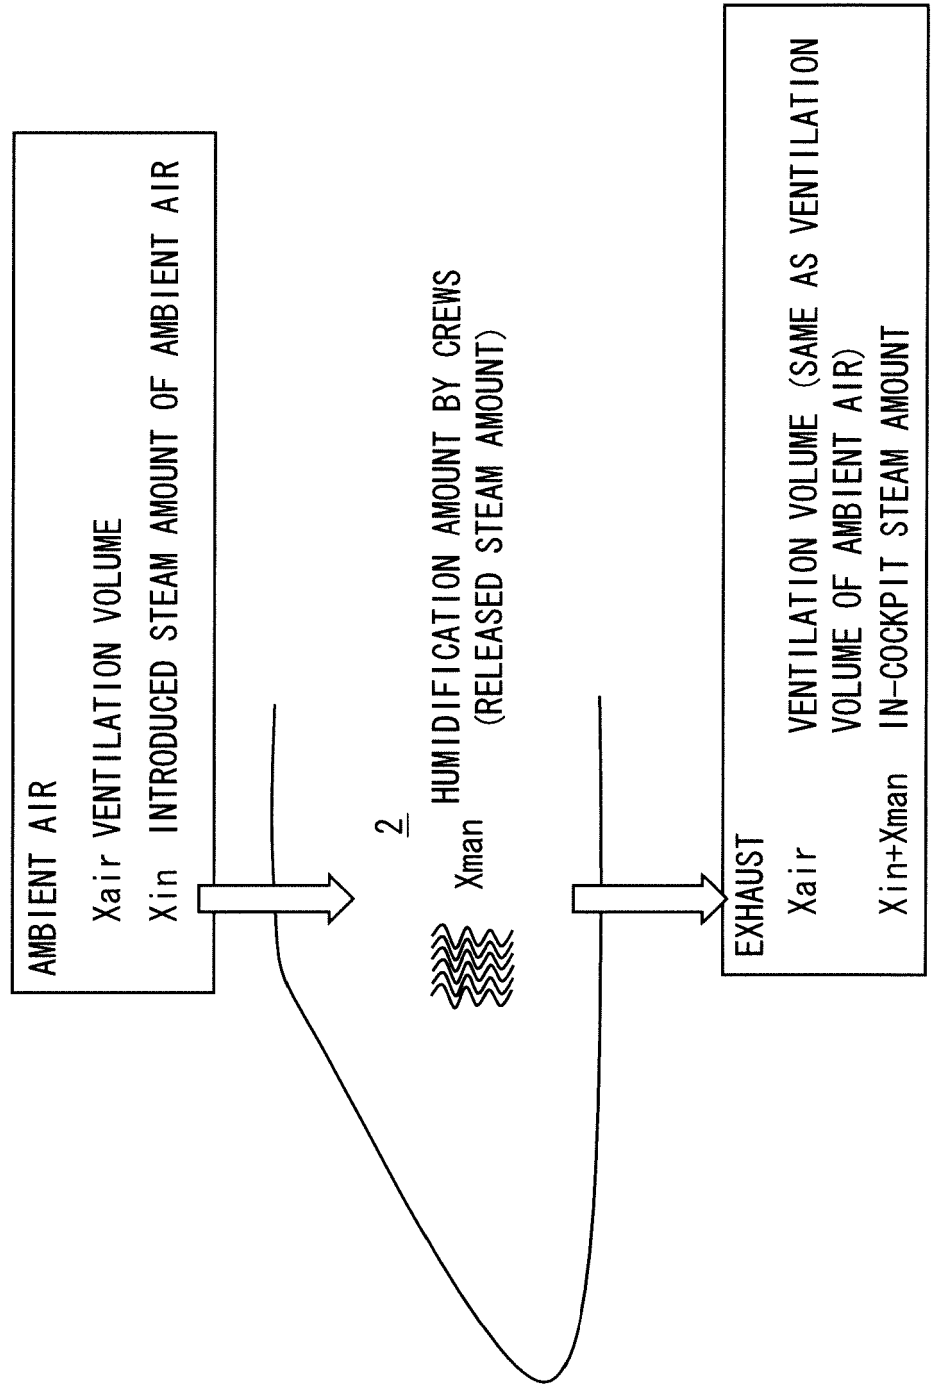 AMBIENT AIR
Xair VENTILATION VOLUME
Xin INTRODUCED STEAM AMOUNT OF AMBIENT AIR
2
Xman HUMIDIFICATION AMOUNT BY CREWS
(RELEASED STEAM AMOUNT)
EXHAUST
Xair VENTILATION VOLUME (SAME AS VENTILATION
VOLUME OF AMBIENT AIR)
Xin+Xman IN-COCKPIT STEAM AMOUNT